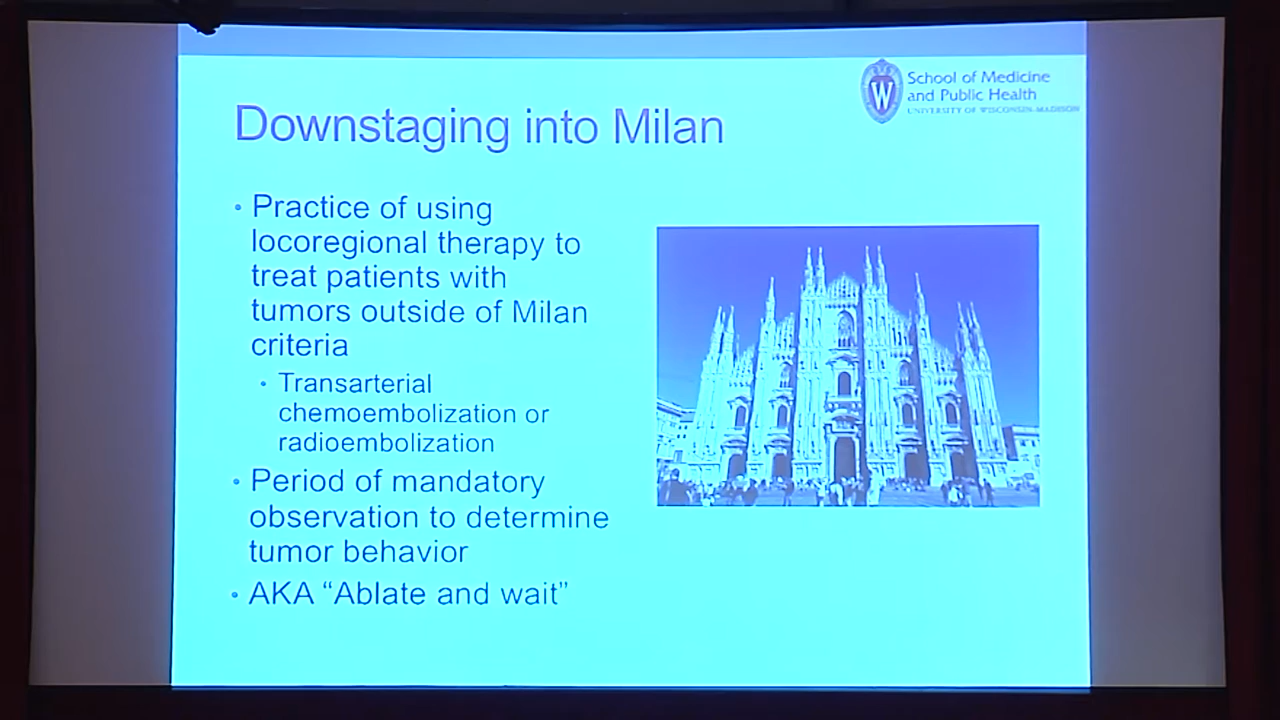 School of Medicine
and Public Health
UNIVERSITY OF WISCONSIN-MADISON
Downstaging into Milan
• Practice of using
locoregional therapy to
treat patients with
tumors outside of Milan
criteria
• Transarterial
chemoembolization or
radioembolization
• Period of mandatory
observation to determine
tumor behavior
• AKA “Ablate and wait”
W